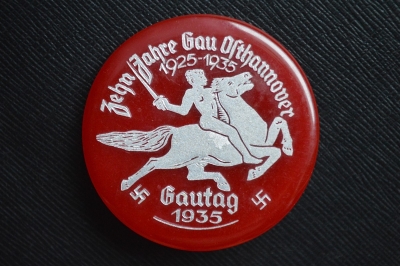 Zehn Jahre Gau Osthannover
1925-1935
Gautag
1935